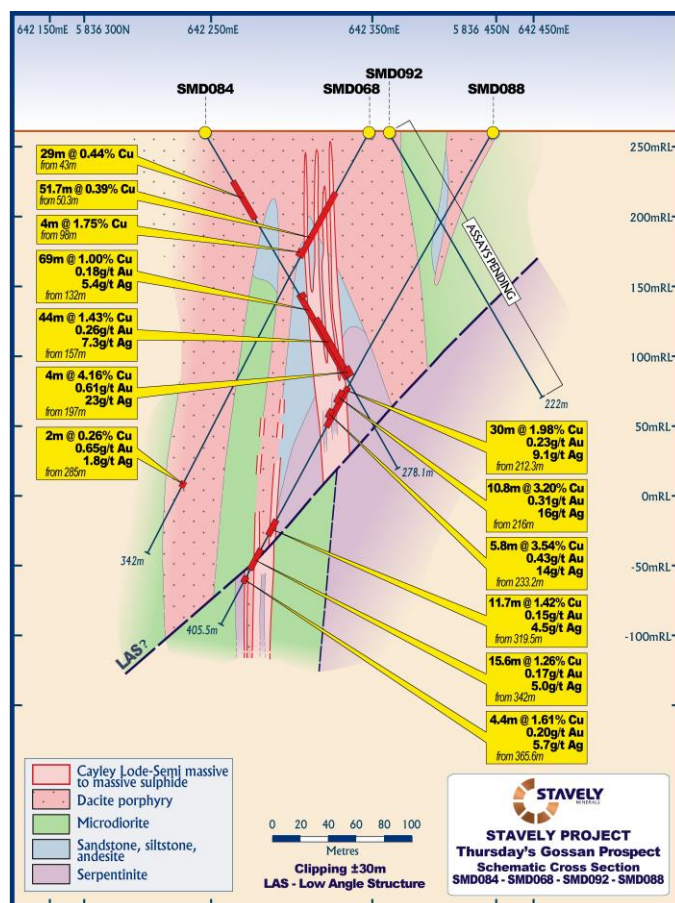 642 150mE 5 836 300N 642 250mE 642 350mE 5 836 450N 642 450mE
SMD092
SMD084 SMD068 SMD088
250mRL
200mRL
150mRL
100mRL
50mRL
0mRL
-50mRL
-100mRL
29m @ 0.44% Cu
from 43m
51.7m @ 0.39% Cu
from 50.3m
4m @ 1.75% Cu
from 98m
69m @ 1.00% Cu
0.18g/t Au
5.4g/t Ag
from 132m
44m @ 1.43% Cu
0.26g/t Au
7.3g/t Ag
from 157m
4m @ 4.16% Cu
0.61g/t Au
23g/t Ag
from 197m
2m @ 0.26% Cu
0.65g/t Au
1.8g/t Ag
from 285m
ASSAYS PENDING
222m
278.1m
342m
405.5m
LAS?
30m @ 1.98% Cu
0.23g/t Au
9.1g/t Ag
from 212.3m
10.8m @ 3.20% Cu
0.31g/t Au
16g/t Ag
from 216m
5.8m @ 3.54% Cu
0.43g/t Au
14g/t Ag
from 233.2m
11.7m @ 1.42% Cu
0.15g/t Au
4.5g/t Ag
from 319.5m
15.6m @ 1.26% Cu
0.17g/t Au
5.0g/t Ag
from 342m
4.4m @ 1.61% Cu
0.20g/t Au
5.7g/t Ag
from 365.6m
Cayley Lode-Semi massive
to massive sulphide
Dacite porphyry
Microdiorite
Sandstone, siltstone,
andesite
Serpentinite
0 20 40 60 80 100
Metres
Clipping ±30m
LAS - Low Angle Structure
STAVELY
MINERALS
STAVELY PROJECT
Thursday's Gossan Prospect
Schematic Cross Section
SMD084 - SMD068 - SMD092 - SMD088